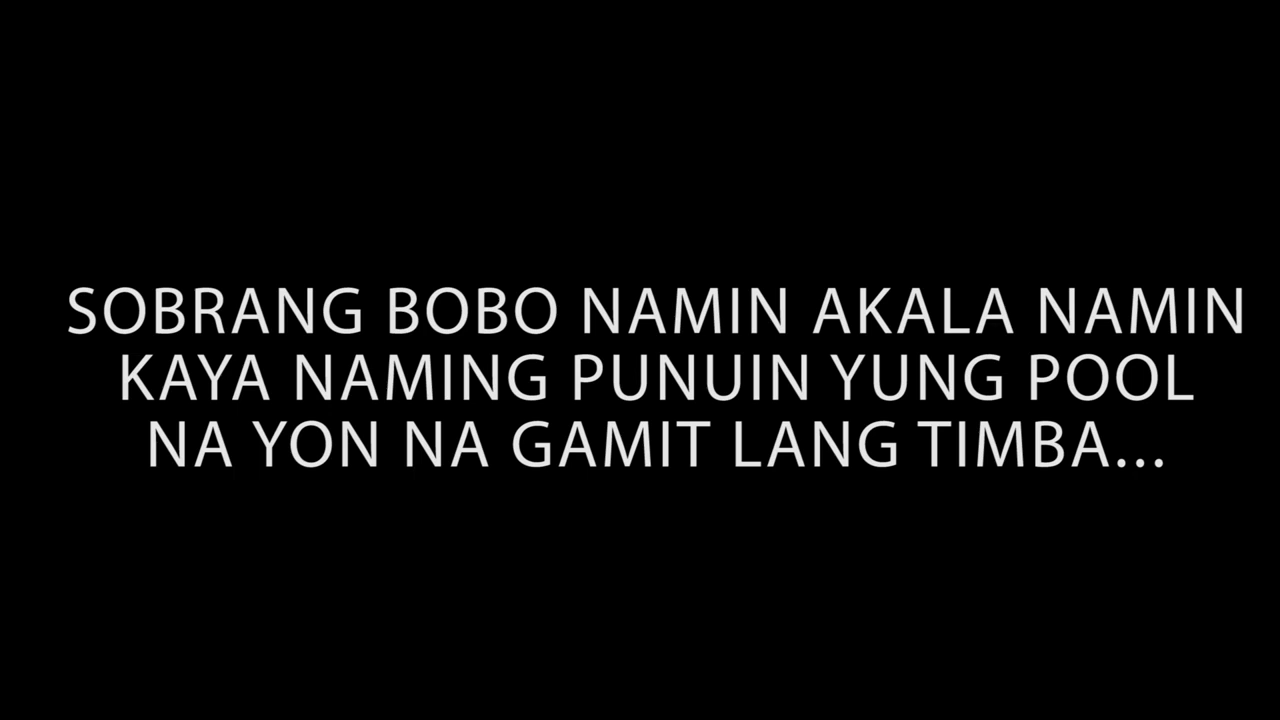 SOBRANG BOBO NAMIN AKALA NAMIN
KAYA NAMING PUNUIN YUNG POOL
NA YON NA GAMIT LANG TIMBA...